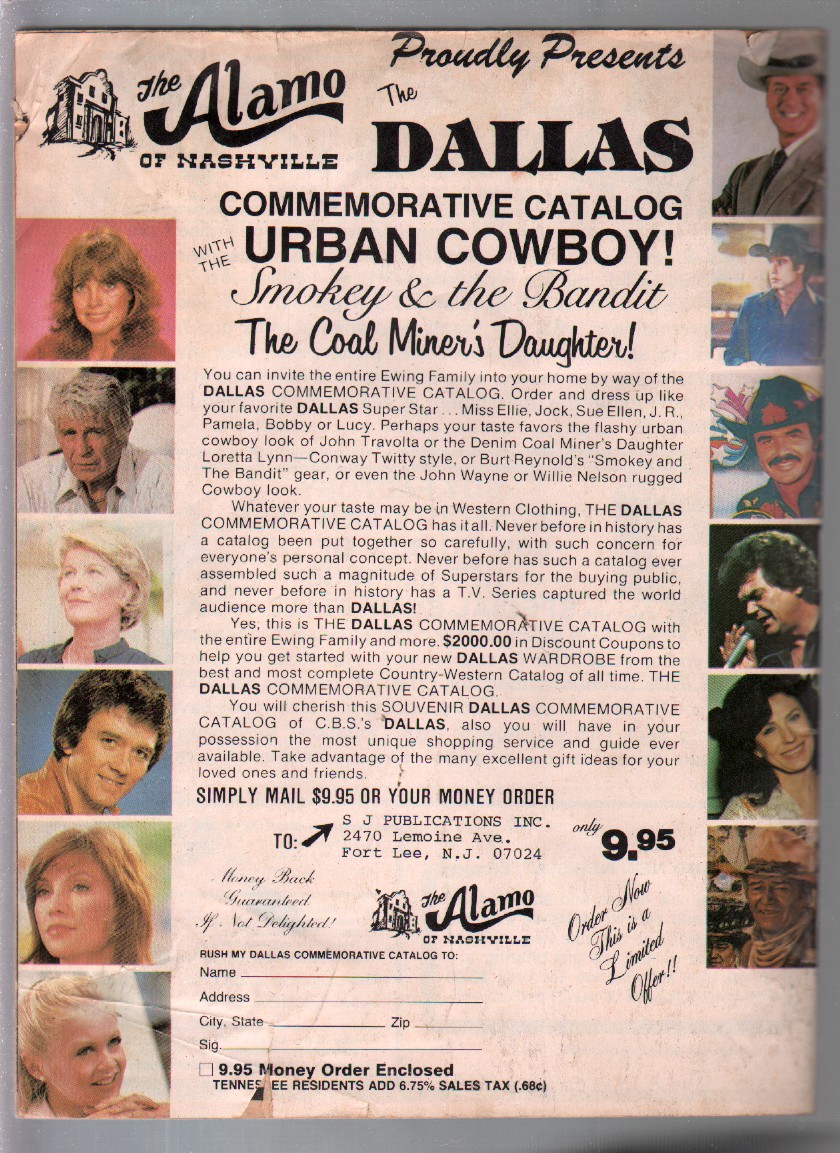 Proudly Presents
The Alamo
OF NASHVILLE
The
DALLAS
COMMEMORATIVE CATALOG
WITH THE
URBAN COWBOY!
Smokey & the Bandit
The Coal Miner's Daughter!
You can invite the entire Ewing Family into your home by way of the
DALLAS COMMEMORATIVE CATALOG. Order and dress up like
your favorite DALLAS Super Star . . . Miss Ellie, Jock, Sue Ellen, J. R.,
Pamela, Bobby or Lucy. Perhaps your taste favors the flashy urban
cowboy look of John Travolta or the Denim Coal Miner's Daughter
Loretta Lynn—Conway Twitty style, or Burt Reynold's "Smokey and
The Bandit" gear, or even the John Wayne or Willie Nelson rugged
Cowboy look.
Whatever your taste may be in Western Clothing, THE DALLAS
COMMEMORATIVE CATALOG has it all. Never before in history has
a catalog been put together so carefully, with such concern for
everyone's personal concept. Never before has such a catalog ever
assembled such a magnitude of Superstars for the buying public,
and never before in history has a T.V. Series captured the world
audience more than DALLAS!
Yes, this is THE DALLAS COMMEMORATIVE CATALOG with
the entire Ewing Family and more. $2000.00 in Discount Coupons to
help you get started with your new DALLAS WARDROBE from the
best and most complete Country-Western Catalog of all time. THE
DALLAS COMMEMORATIVE CATALOG.
You will cherish this SOUVENIR DALLAS COMMEMORATIVE
CATALOG of C.B.S.'s DALLAS, also you will have in your
possession the most unique shopping service and guide ever
available. Take advantage of the many excellent gift ideas for your
loved ones and friends.
SIMPLY MAIL $9.95 OR YOUR MONEY ORDER
TO:
S J PUBLICATIONS INC.
2470 Lemoine Ave.
Fort Lee, N.J. 07024
only
9.95
Money Back
Guaranteed
If Not Delighted!
The Alamo
OF NASHVILLE
Order Now
This is a
Limited
Offer!!
RUSH MY DALLAS COMMEMORATIVE CATALOG TO:
Name
Address
City, State Zip
Sig.
9.95 Money Order Enclosed
TENNESSEE RESIDENTS ADD 6.75% SALES TAX (.68¢)